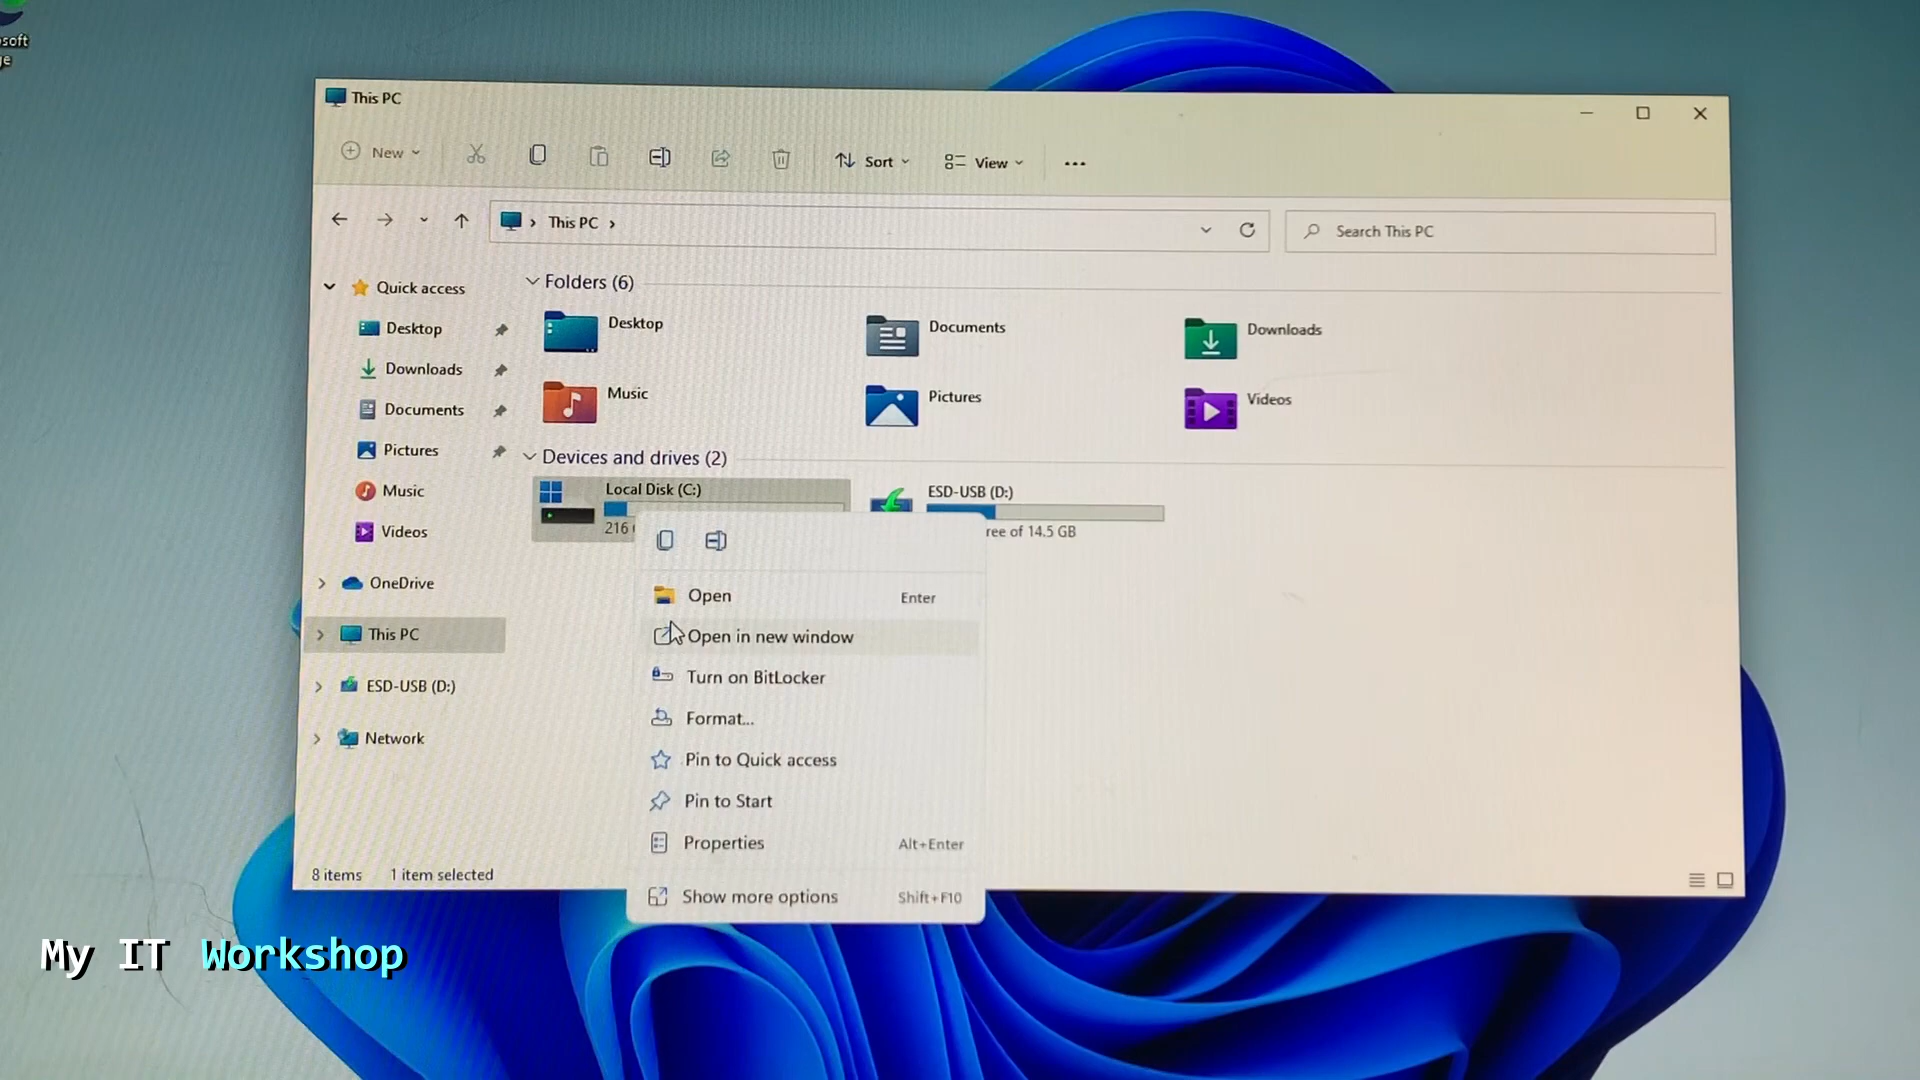 soft
ge
This PC
New
Sort
View
This PC
Search This PC
Quick access
Desktop
Downloads
Documents
Pictures
Music
Videos
OneDrive
This PC
ESD-USB (D:)
Network
Folders (6)
Desktop
Documents
Downloads
Music
Pictures
Videos
Devices and drives (2)
Local Disk (C:)
216
ESD-USB (D:)
ree of 14.5 GB
Open Enter
Open in new window
Turn on BitLocker
Format...
Pin to Quick access
Pin to Start
Properties Alt+Enter
Show more options Shift+F10
8 items 1 item selected
My IT Workshop